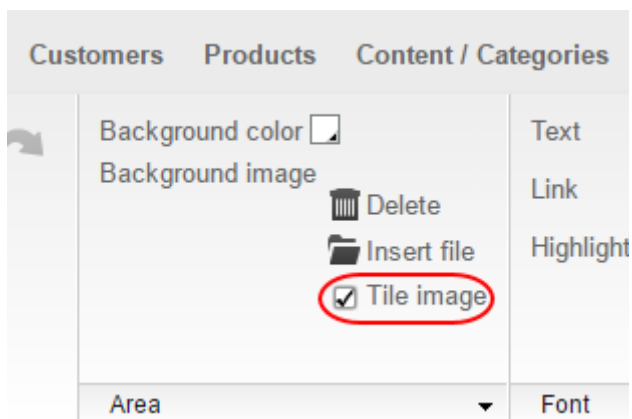 Customers Products Content / Categories
Background color
Background image
Delete
Insert file
Tile image
Text
Link
Highlight
Area
Font